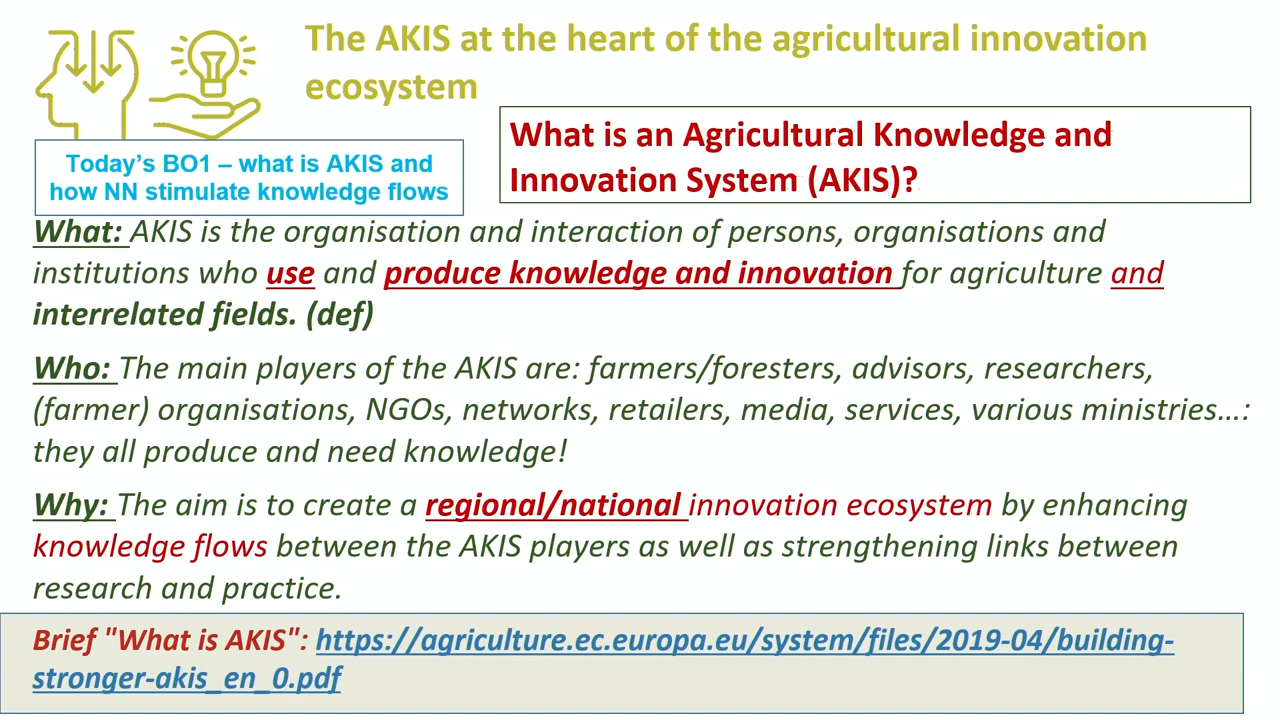 The AKIS at the heart of the agricultural innovation
ecosystem
What is an Agricultural Knowledge and
Innovation System (AKIS)?
Today's BO1 – what is AKIS and
how NN stimulate knowledge flows
What: AKIS is the organisation and interaction of persons, organisations and
institutions who use and produce knowledge and innovation for agriculture and
interrelated fields. (def)
Who: The main players of the AKIS are: farmers/foresters, advisors, researchers,
(farmer) organisations, NGOs, networks, retailers, media, services, various ministries…:
they all produce and need knowledge!
Why: The aim is to create a regional/national innovation ecosystem by enhancing
knowledge flows between the AKIS players as well as strengthening links between
research and practice.
Brief "What is AKIS": https://agriculture.ec.europa.eu/system/files/2019-04/building-
stronger-akis_en_0.pdf